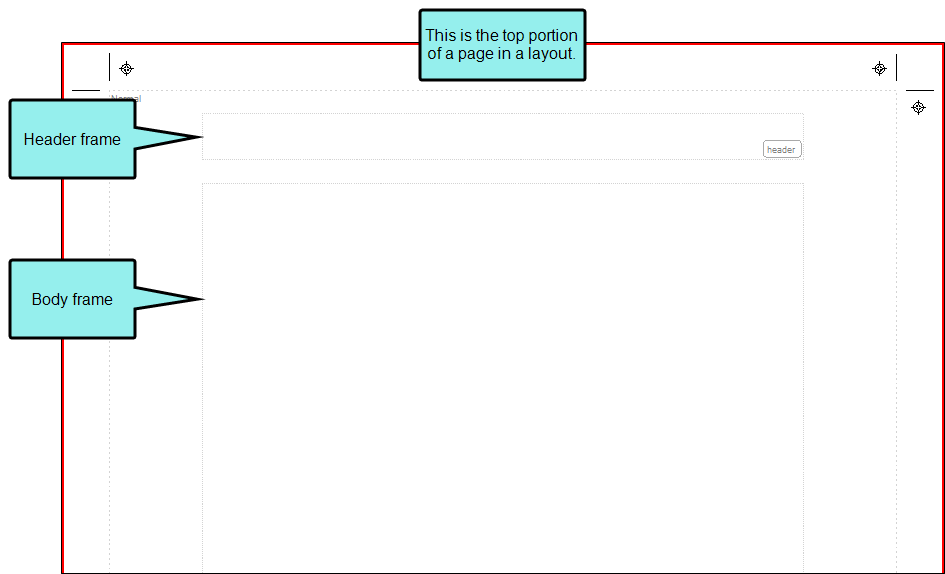 This is the top portion
of a page in a layout.
Normal
Header frame
header
Body frame